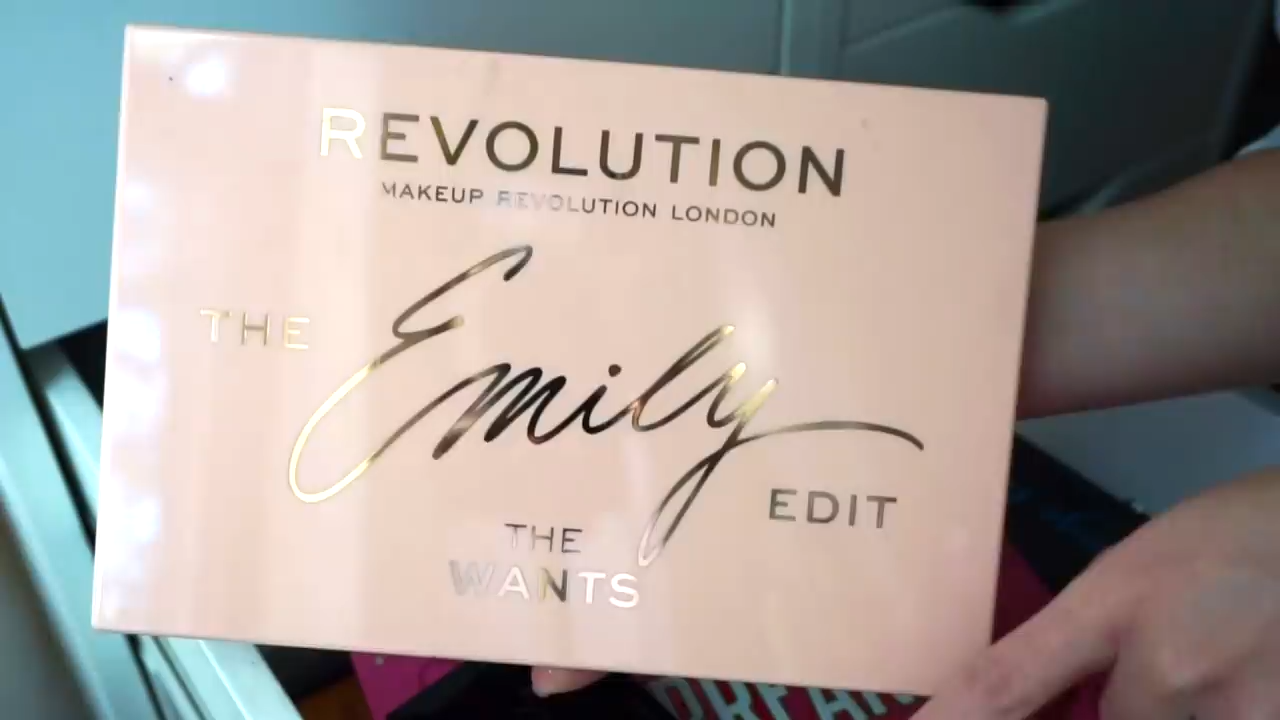 REVOLUTION
MAKEUP REVOLUTION LONDON
THE Emily EDIT
THE
WANTS